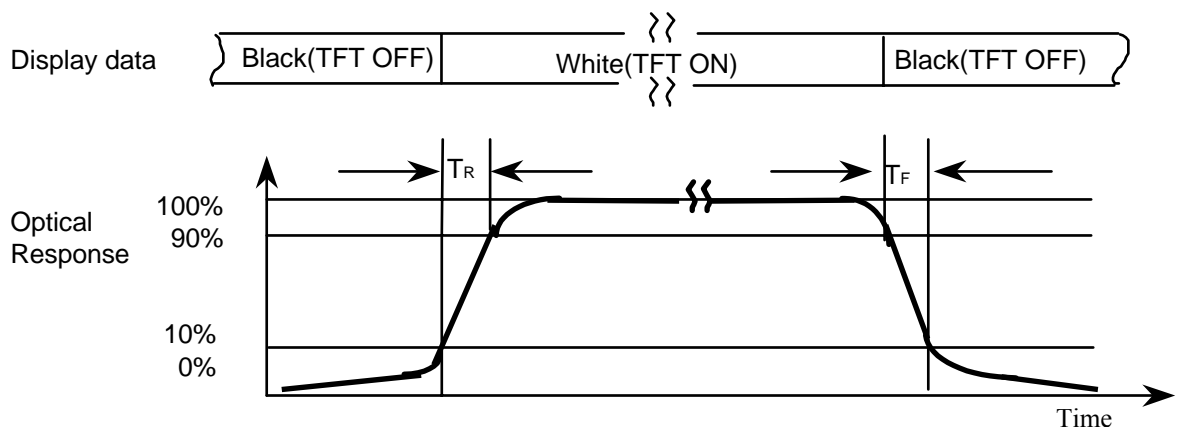 Display data
Black(TFT OFF)
White(TFT ON)
Black(TFT OFF)
TR
TF
Optical
Response
100%
90%
10%
0%
Time